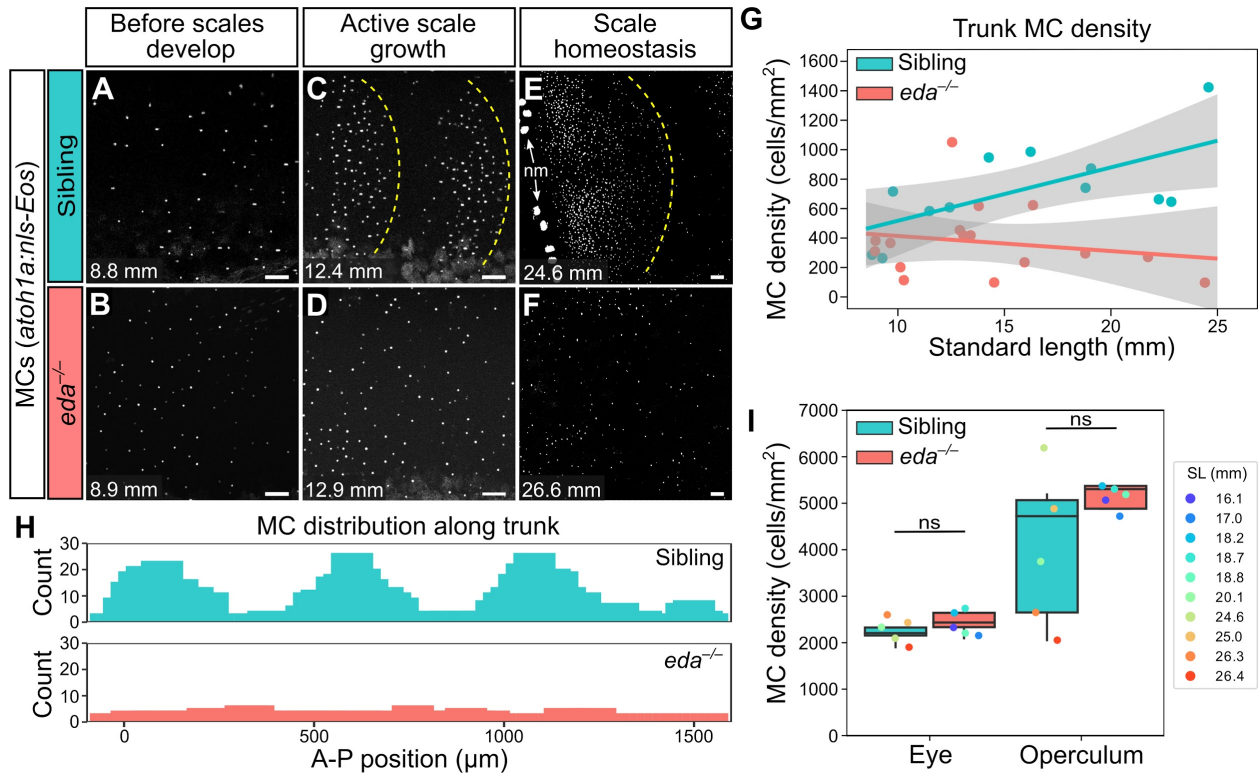 Before scales
develop
Active scale
growth
Scale
homeostasis
MCs (atoh1a:nls-Eos)
Sibling
eda–/–
A
8.8 mm
C
12.4 mm
E
nm
24.6 mm
B
8.9 mm
D
12.9 mm
F
26.6 mm
G
Trunk MC density
Sibling
eda–/–
MC density (cells/mm²)
1600
1400
1200
1000
800
600
400
200
0
10 15 20 25
Standard length (mm)
H
MC distribution along trunk
Sibling
Count
30
20
10
0
eda–/–
Count
30
20
10
0
0 500 1000 1500
A-P position (μm)
I
Sibling
eda–/–
MC density (cells/mm²)
7000
6000
5000
4000
3000
2000
1000
0
ns
ns
Eye Operculum
SL (mm)
16.1
17.0
18.2
18.7
18.8
20.1
24.6
25.0
26.3
26.4